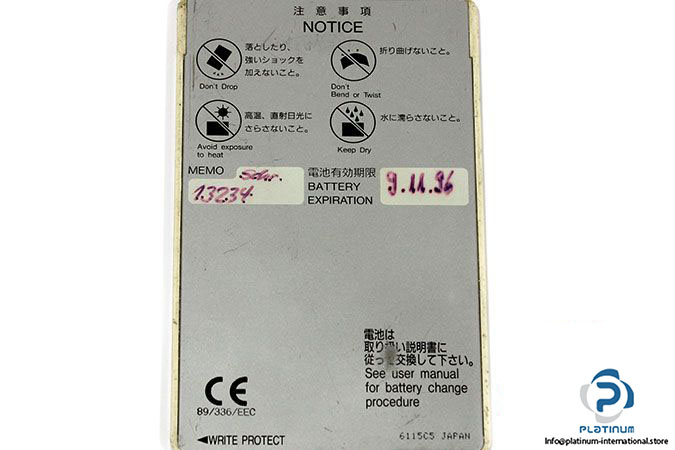 注意事項
NOTICE
落としたり、
強いショックを
加えないこと。
Don't Drop
折り曲げないこと。
Don't
Bend or Twist
高温、直射日光に
さらさないこと。
Avoid exposure
to heat
水に濡らさないこと。
Keep Dry
MEMO
13234
電池有効期限
BATTERY
EXPIRATION
9.11.96
電池は
取り扱い説明書に
従って交換して下さい。
See user manual
for battery change
procedure
CE
89/336/EEC
◄WRITE PROTECT
6115C5 JAPAN
PLATINUM
Info@platinum-international.store